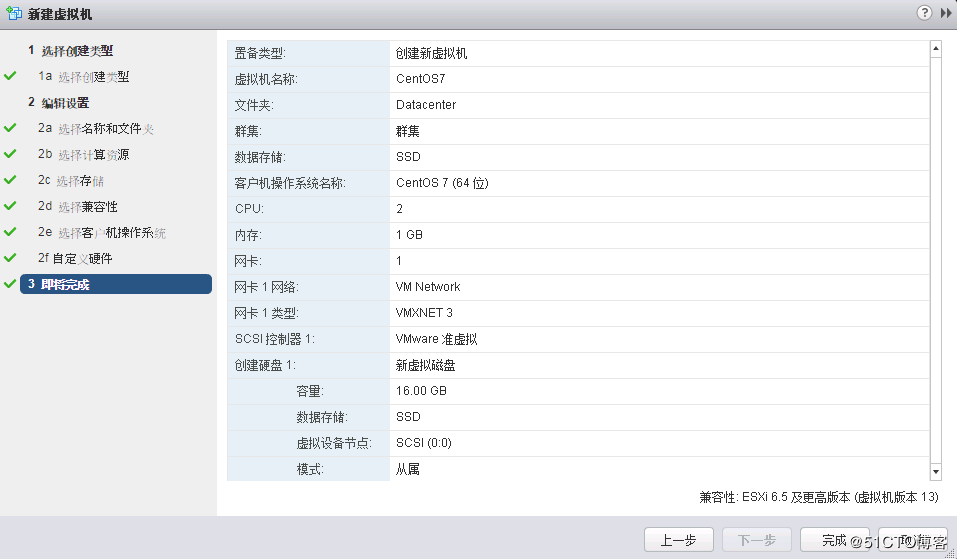 新建虚拟机
1 选择创建类型
1a 选择创建类型
2 编辑设置
2a 选择名称和文件夹
2b 选择计算资源
2c 选择存储
2d 选择兼容性
2e 选择客户机操作系统
2f 自定义硬件
3 即将完成
置备类型: 创建新虚拟机
虚拟机名称: CentOS7
文件夹: Datacenter
群集: 群集
数据存储: SSD
客户机操作系统名称: CentOS 7 (64 位)
CPU: 2
内存: 1 GB
网卡: 1
网卡 1 网络: VM Network
网卡 1 类型: VMXNET 3
SCSI 控制器 1: VMware 准虚拟
创建硬盘 1: 新虚拟磁盘
容量: 16.00 GB
数据存储: SSD
虚拟设备节点: SCSI (0:0)
模式: 从属
兼容性: ESXi 6.5 及更高版本 (虚拟机版本 13)
上一步 下一步 完成 取消
@51CTO博客